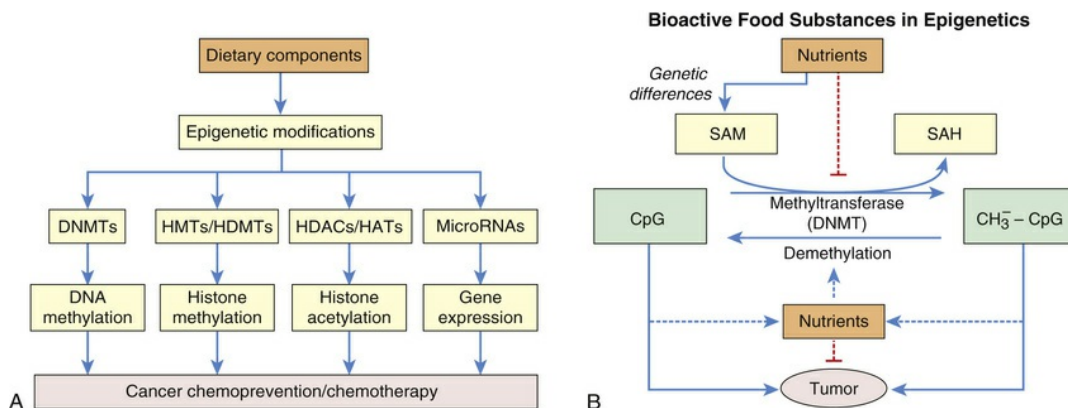 Dietary components
Epigenetic modifications
DNMTs
HMTs/HDMTs
HDACs/HATs
MicroRNAs
DNA
methylation
Histone
methylation
Histone
acetylation
Gene
expression
Cancer chemoprevention/chemotherapy
A
Bioactive Food Substances in Epigenetics
Nutrients
Genetic
differences
SAM
SAH
CpG
Methyltransferase
(DNMT)
CH₃⁻ – CpG
Demethylation
Nutrients
Tumor
B